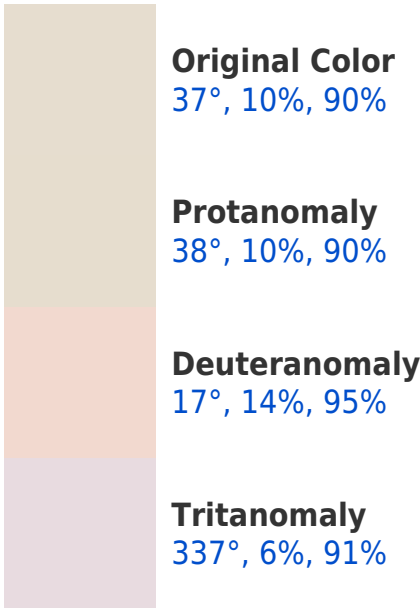 Original Color
37°, 10%, 90%
Protanomaly
38°, 10%, 90%
Deuteranomaly
17°, 14%, 95%
Tritanomaly
337°, 6%, 91%